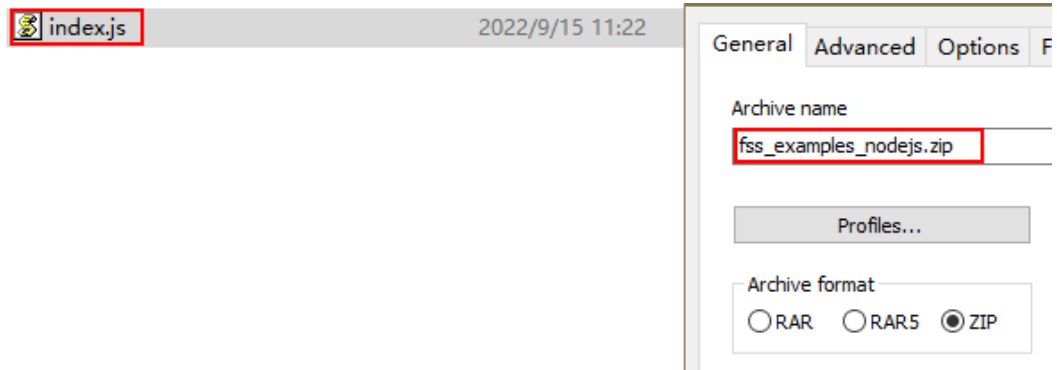 index.js 2022/9/15 11:22
General Advanced Options F
Archive name
fss_examples_nodejs.zip
Profiles...
Archive format
RAR RAR5 ZIP